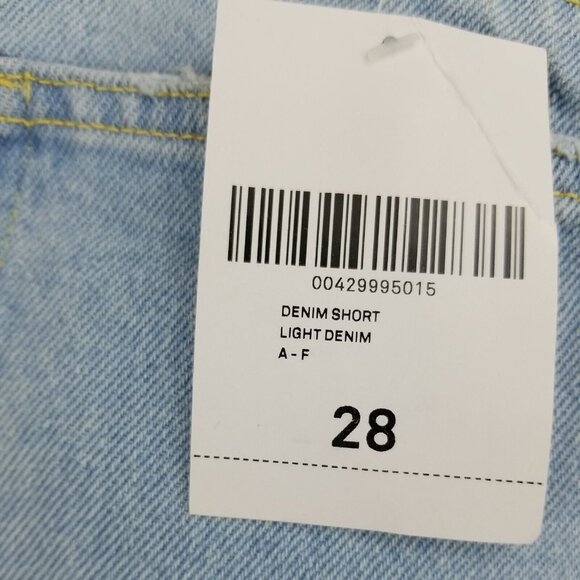 00429995015
DENIM SHORT
LIGHT DENIM
A - F
28